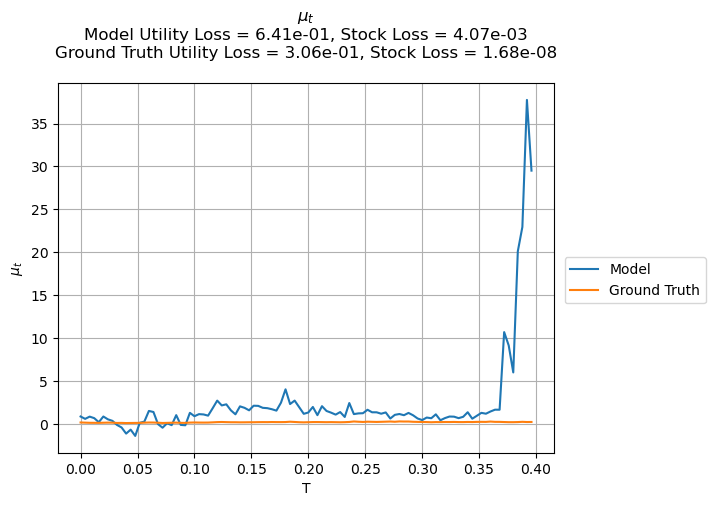 μₜ
Model Utility Loss = 6.41e-01, Stock Loss = 4.07e-03
Ground Truth Utility Loss = 3.06e-01, Stock Loss = 1.68e-08
35
30
25
20
15
10
5
0
μₜ
0.00 0.05 0.10 0.15 0.20 0.25 0.30 0.35 0.40
T
Model
Ground Truth